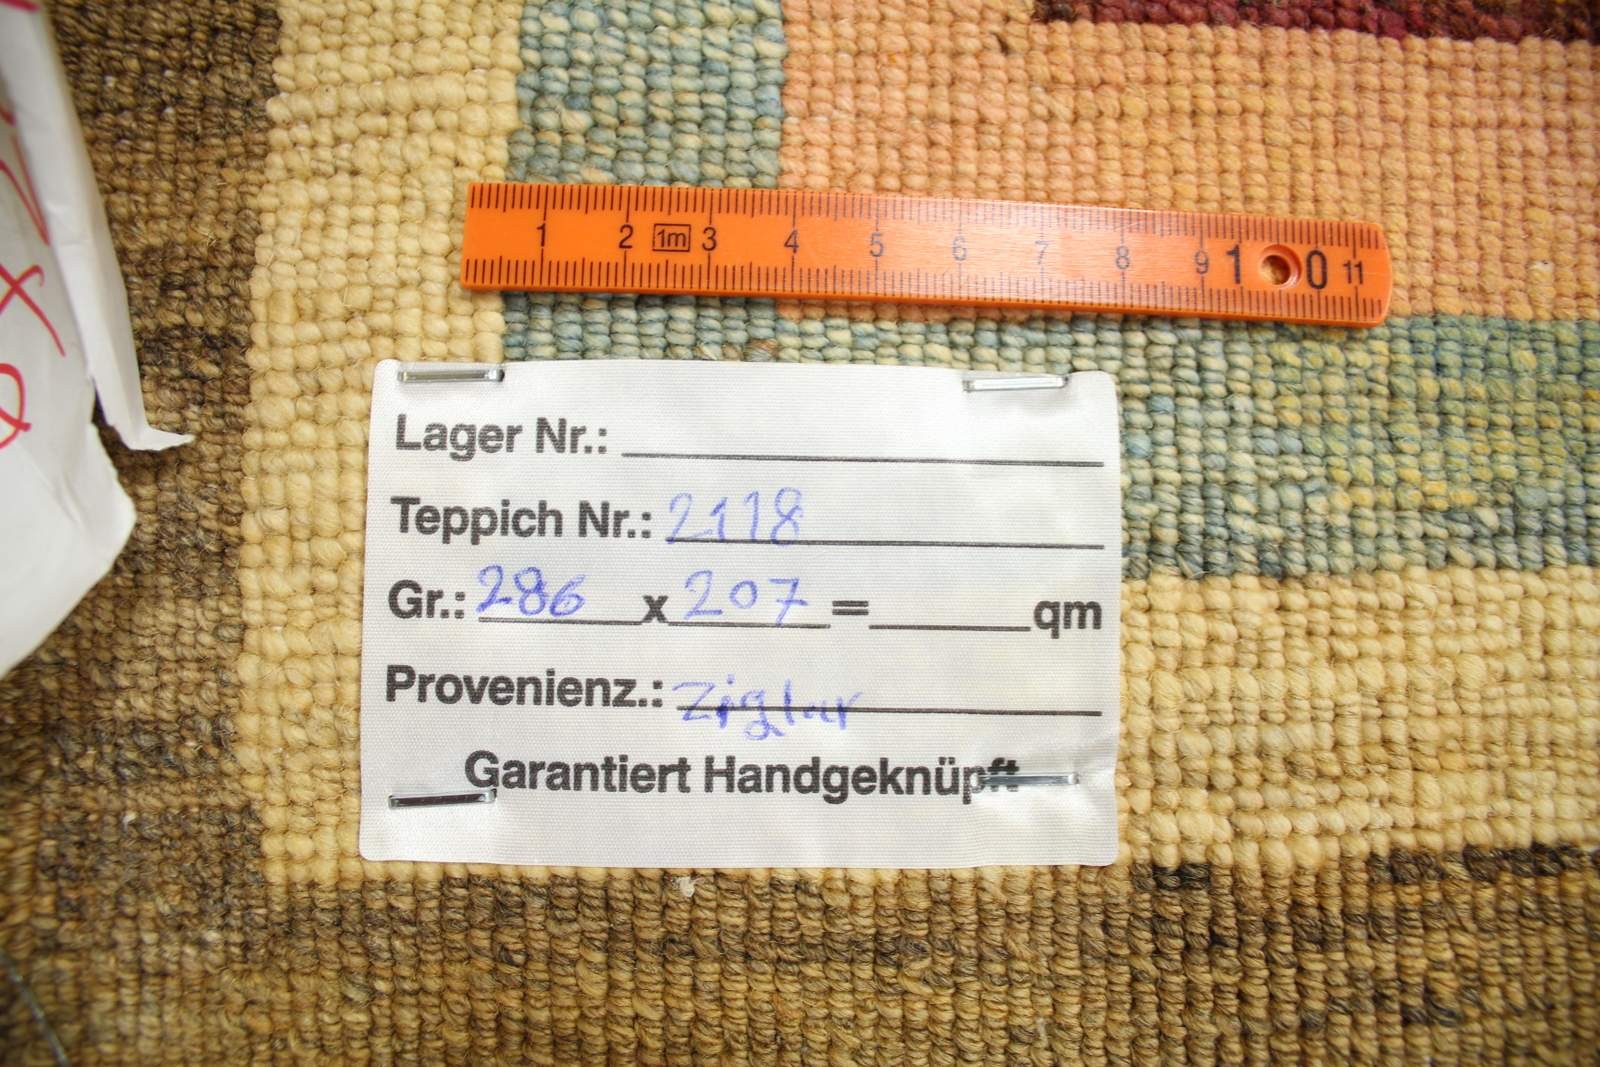 1 2 1m 3 4 5 6 7 8 9 10 11
Lager Nr.:
Teppich Nr.: 2118
Gr.: 286 x 207 = qm
Provenienz.: Ziglar
Garantiert Handgeknüpft